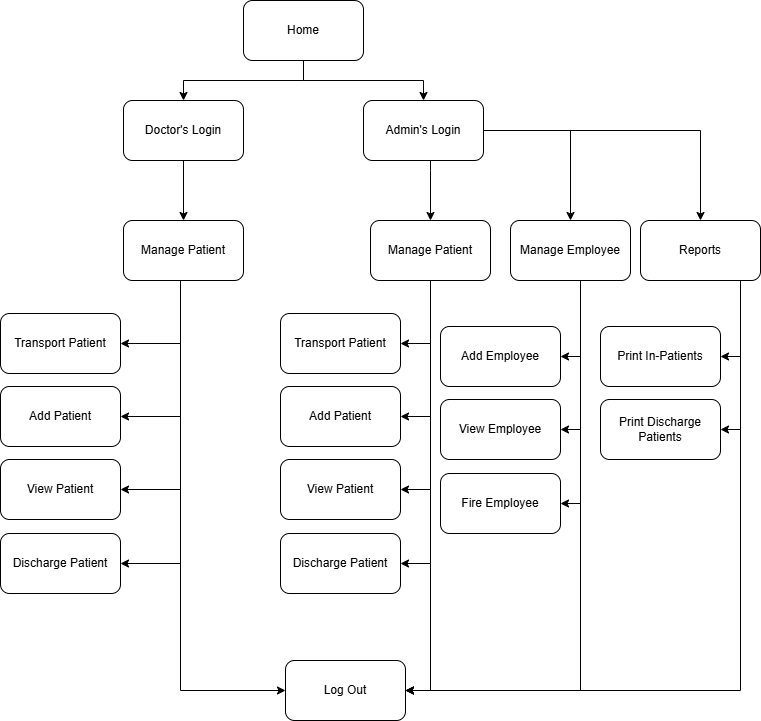 Home
Doctor's Login
Admin's Login
Manage Patient
Manage Patient
Manage Employee
Reports
Transport Patient
Transport Patient
Add Employee
Print In-Patients
Add Patient
Add Patient
View Employee
Print Discharge
Patients
View Patient
View Patient
Fire Employee
Discharge Patient
Discharge Patient
Log Out